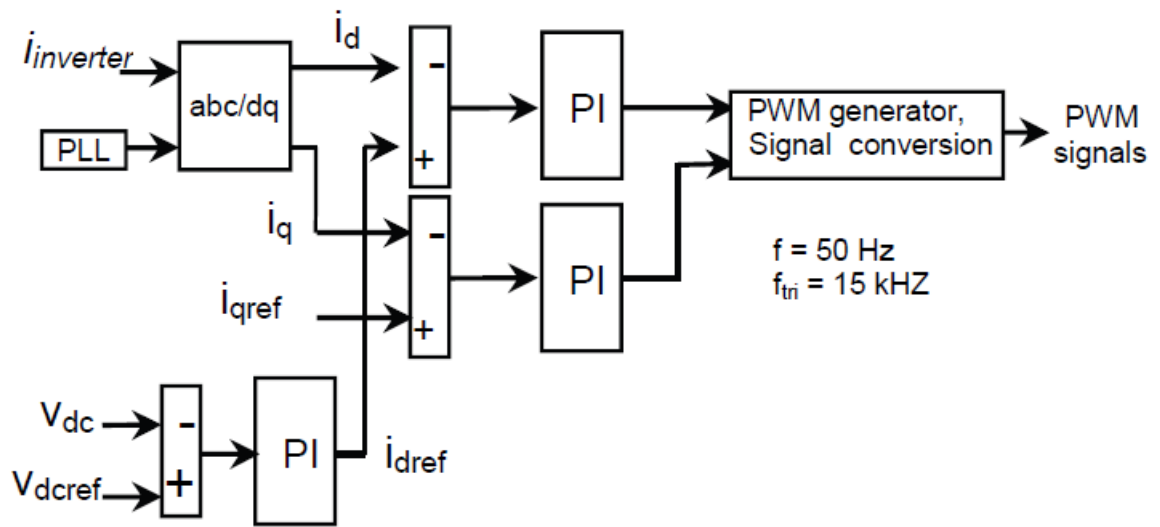 i_inverter
PLL
abc/dq
i_d
i_q
i_qref
-
+
-
+
PI
PI
PWM generator,
Signal conversion
PWM
signals
f = 50 Hz
f_tri = 15 kHZ
V_dc
V_dcref
-
+
PI
i_dref